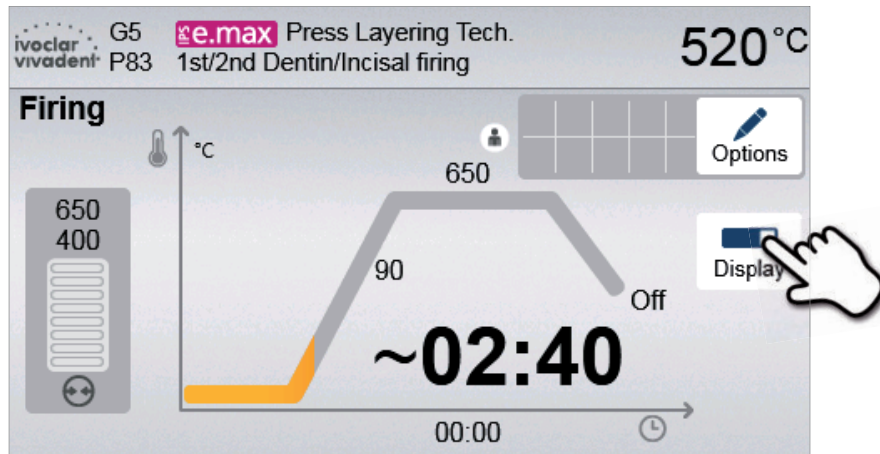 ivoclar vivadent
G5
P83
IPS e.max Press Layering Tech.
1st/2nd Dentin/Incisal firing
520°C
Firing
°C
650
Options
650
400
90
Display
Off
~02:40
00:00